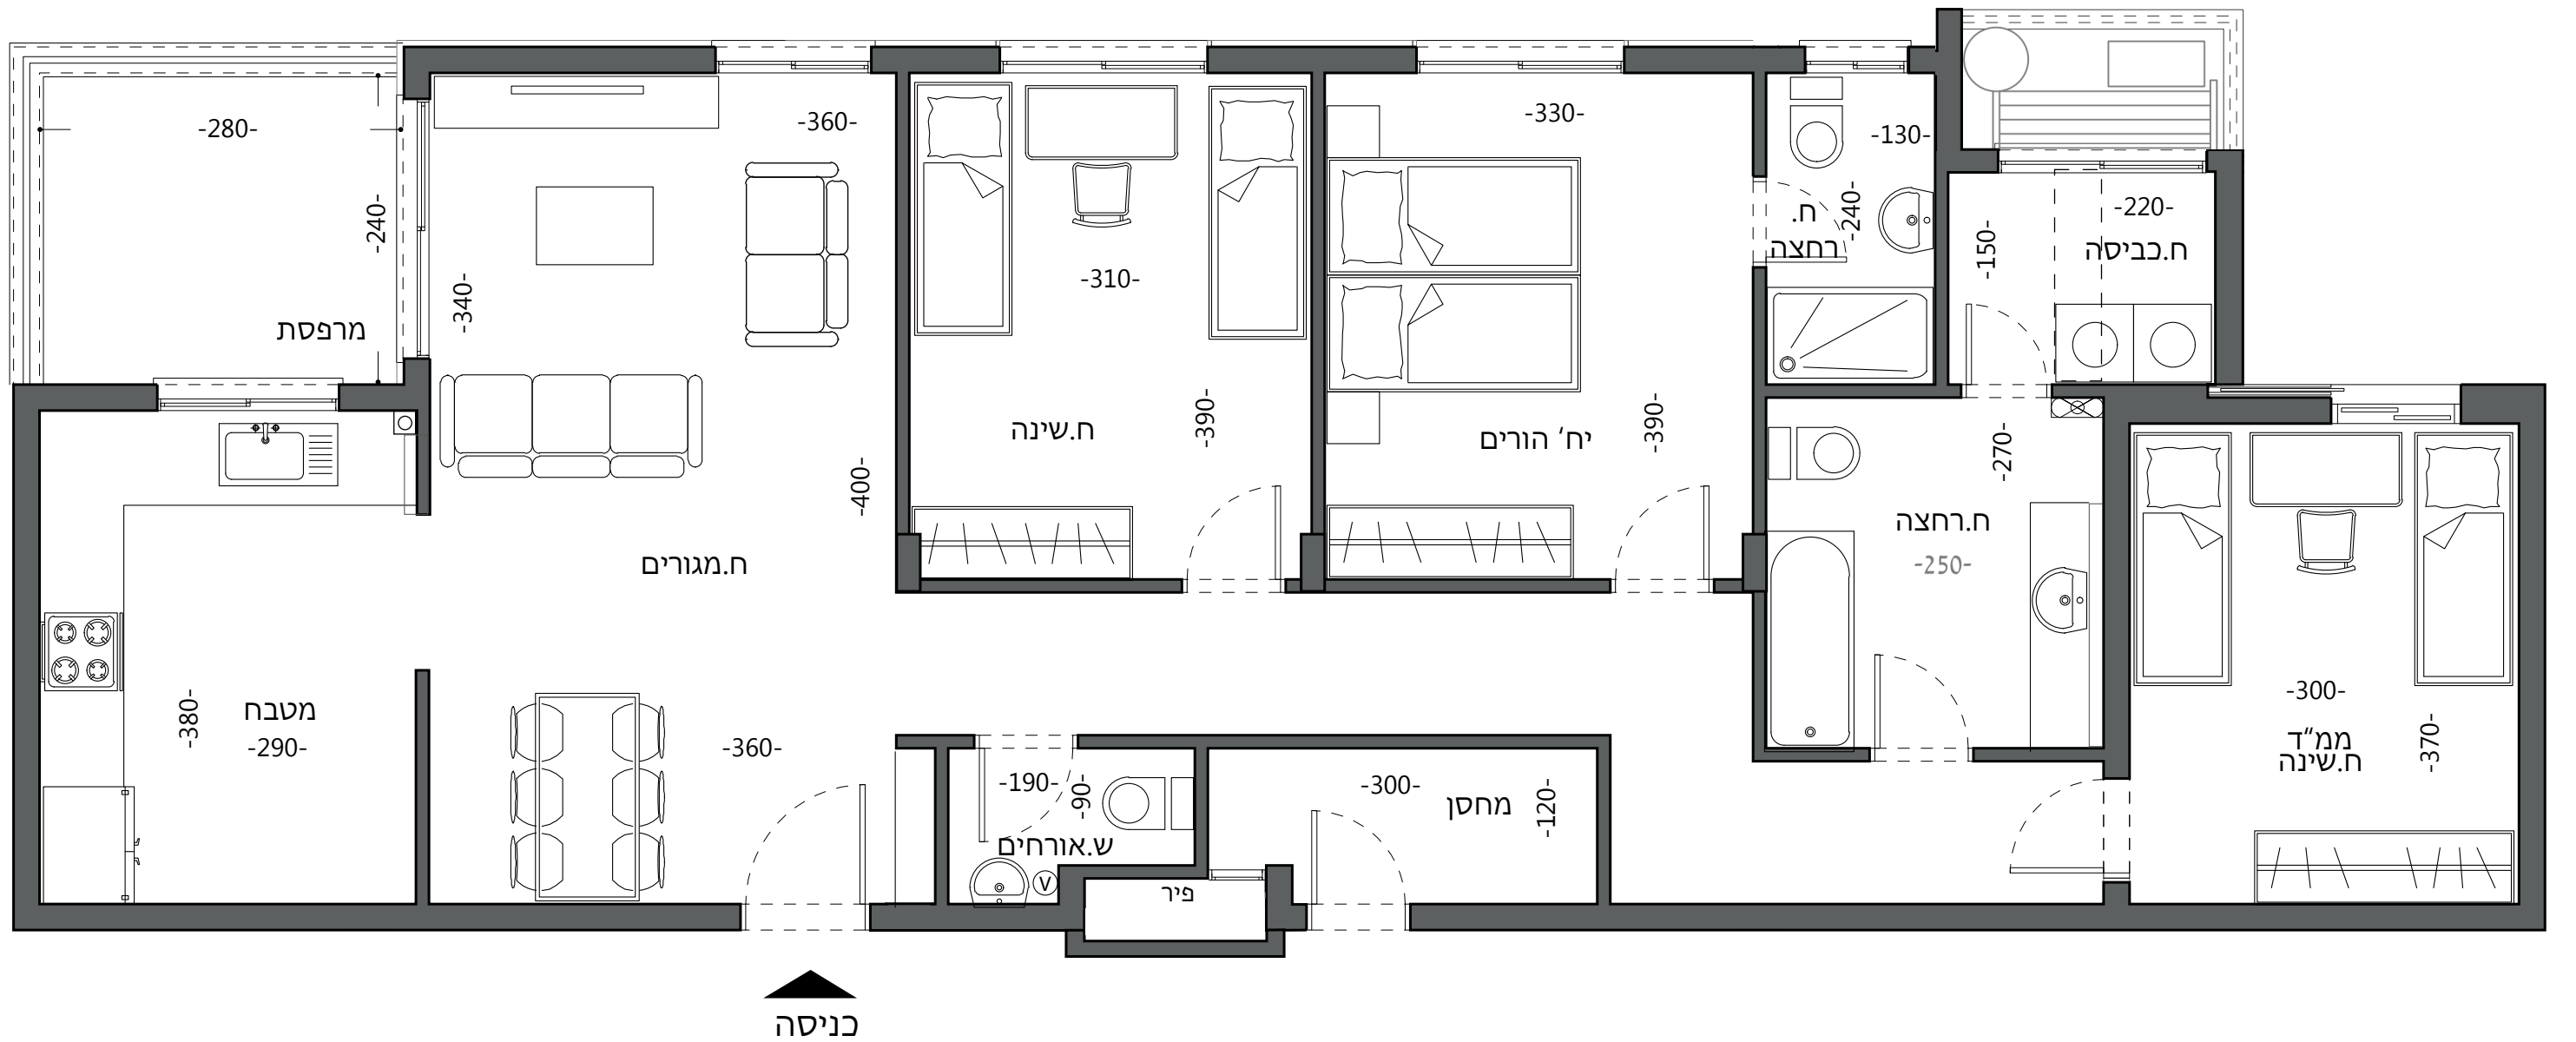 -280-
-240-
מרפסת
-360-
-340-
-400-
ח.מגורים
-360-
-310-
-390-
ח.שינה
-330-
-390-
יח' הורים
-130-
-240-
ח.
רחצה
-220-
-150-
ח.כביסה
-270-
ח.רחצה
-250-
-300-
ממ"ד
ח.שינה
-370-
מטבח
-290-
-380-
-190-
-90-
ש.אורחים
V
פיר
-300-
מחסן
-120-
כניסה